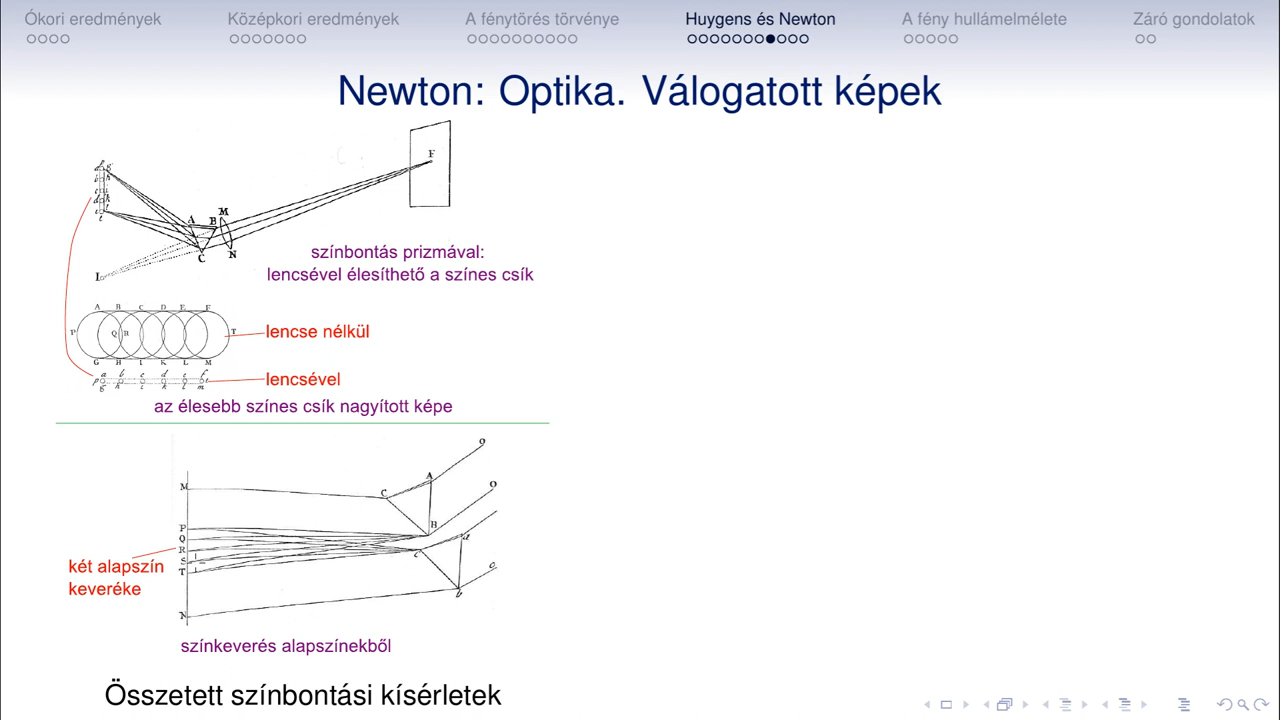 Ókori eredmények Középkori eredmények A fénytörés törvénye Huygens és Newton A fény hullámelmélete Záró gondolatok
Newton: Optika. Válogatott képek
F
A M
B
C N
I
színbontás prizmával:
lencsével élesíthető a színes csík
A B C D E F
P Q R T
lencse nélkül
G H I K L M
a b c d e f
p t
lencsével
g h i k l m
az élesebb színes csík nagyított képe
O
A
M C
O
P B
Q a
R c
S
T
két alapszín
keveréke
o
b
N
színkeverés alapszínekből
Összetett színbontási kísérletek